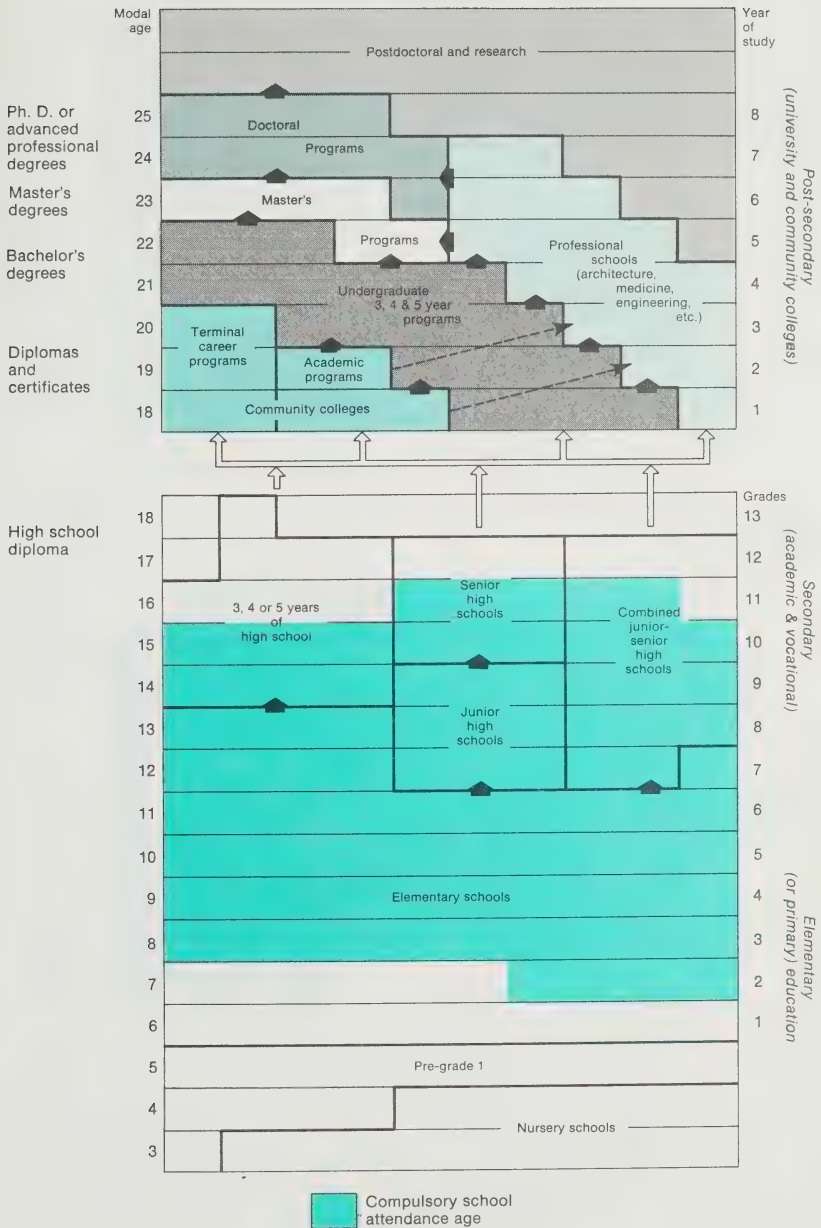 Modal
age
Year
of
study
Postdoctoral and research
Ph. D. or
advanced
professional
degrees
25
Doctoral
8
24
Programs
7
Master's
degrees
23
Master's
6
Bachelor's
degrees
22
Programs
5
Professional
schools
(architecture,
medicine,
engineering,
etc.)
21
4
Undergraduate
3, 4 & 5 year
programs
20
Terminal
career
programs
3
Diplomas
and
certificates
19
Academic
programs
2
18
Community colleges
1
Post-secondary
(university and community colleges)
Grades
High school
diploma
18
13
17
12
16
3, 4 or 5 years
of
high school
Senior
high
schools
11
Combined
junior-
senior
high
schools
15
10
14
9
13
Junior
high
schools
8
12
7
Secondary
(academic & vocational)
11
6
10
5
9
Elementary schools
4
8
3
7
2
6
1
Elementary
(or primary) education
5
Pre-grade 1
4
3
Nursery schools
Compulsory school
attendance age